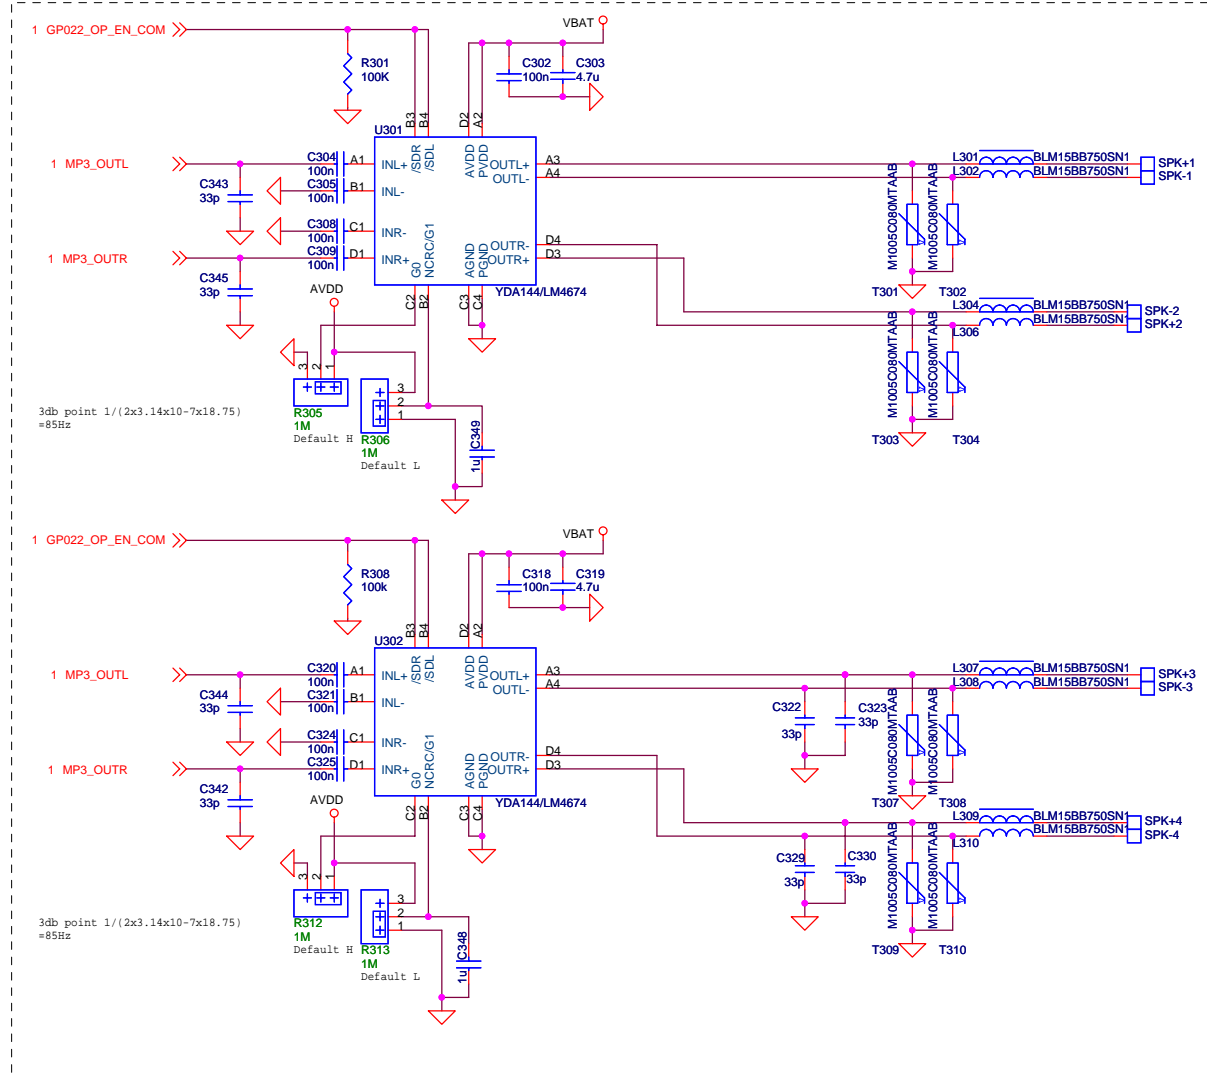 VBAT
1 GP022_OP_EN_COM
R301
100K
C302
100n
C303
4.7u
B3
B4
D2
A2
U301
1 MP3_OUTL
C304
100n
A1
INL+
/SDR
/SDL
AVDD
PVDD
OUTL+
A3
OUTL-
A4
L301
BLM15BB750SN1
SPK+1
L302
BLM15BB750SN1
SPK-1
C343
33p
C305
100n
B1
INL-
C308
100n
C1
INR-
C309
100n
D1
INR+
G0
NCRC/G1
AGND
PGND
OUTR-
D4
OUTR+
D3
M1005C080MTAAB
M1005C080MTAAB
1 MP3_OUTR
C345
33p
AVDD
C2
B2
C3
C4
YDA144/LM4674
T301
T302
L304
BLM15BB750SN1
SPK-2
L306
BLM15BB750SN1
SPK+2
M1005C080MTAAB
M1005C080MTAAB
3
2
1
3
2
1
3db point 1/(2x3.14x10-7x18.75)
=85Hz
R305
1M
Default H
R306
1M
Default L
C349
1u
T303
T304
VBAT
1 GP022_OP_EN_COM
R308
100k
C318
100n
C319
4.7u
B3
B4
D2
A2
U302
1 MP3_OUTL
C320
100n
A1
INL+
/SDR
/SDL
AVDD
PVDD
OUTL+
A3
OUTL-
A4
L307
BLM15BB750SN1
SPK+3
L308
BLM15BB750SN1
SPK-3
C344
33p
C321
100n
B1
INL-
C322
33p
C323
33p
C324
100n
C1
INR-
C325
100n
D1
INR+
G0
NCRC/G1
AGND
PGND
OUTR-
D4
OUTR+
D3
M1005C080MTAAB
M1005C080MTAAB
1 MP3_OUTR
C342
33p
AVDD
C2
B2
C3
C4
YDA144/LM4674
T307
T308
L309
BLM15BB750SN1
SPK+4
L310
BLM15BB750SN1
SPK-4
C329
33p
C330
33p
M1005C080MTAAB
M1005C080MTAAB
3
2
1
3
2
1
3db point 1/(2x3.14x10-7x18.75)
=85Hz
R312
1M
Default H
R313
1M
Default L
C348
1u
T309
T310